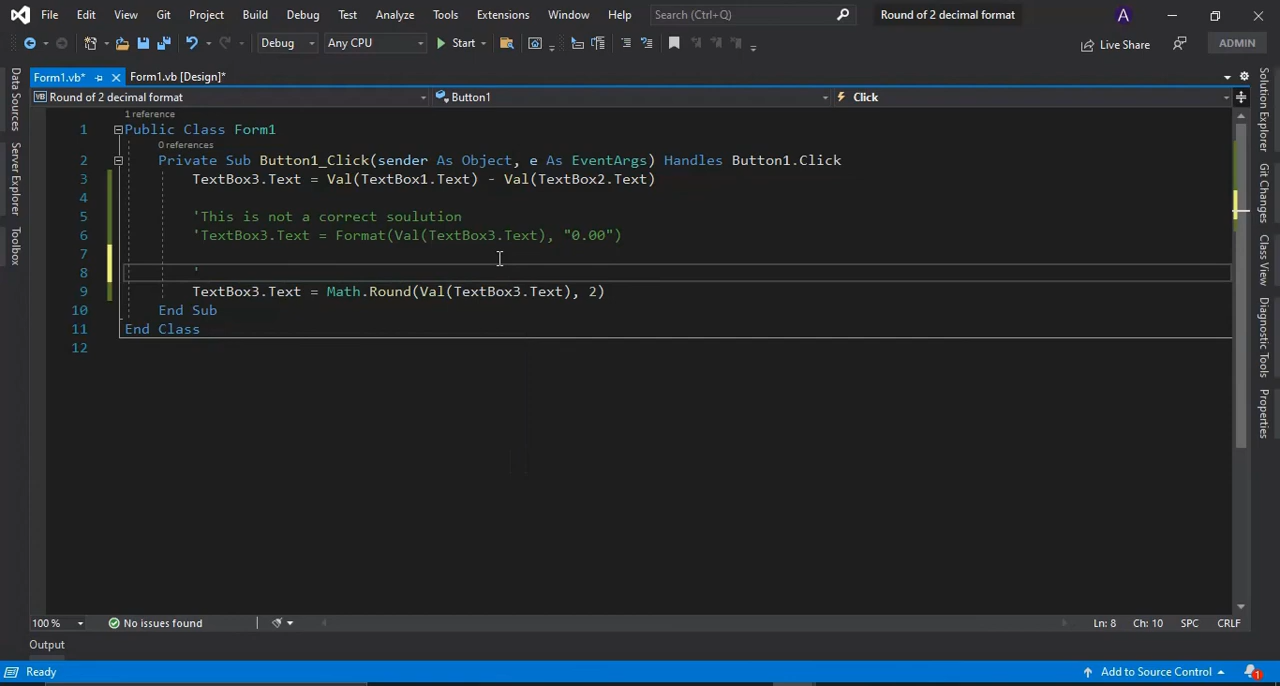 File Edit View Git Project Build Debug Test Analyze Tools Extensions Window Help Search (Ctrl+Q) Round of 2 decimal format A
Debug Any CPU Start Live Share ADMIN
Form1.vb* Form1.vb [Design]*
VB Round of 2 decimal format Button1 Click
1 reference
1 Public Class Form1
0 references
2 Private Sub Button1_Click(sender As Object, e As EventArgs) Handles Button1.Click
3 TextBox3.Text = Val(TextBox1.Text) - Val(TextBox2.Text)
4
5 'This is not a correct soulution
6 'TextBox3.Text = Format(Val(TextBox3.Text), "0.00")
7
8 '
9 TextBox3.Text = Math.Round(Val(TextBox3.Text), 2)
10 End Sub
11 End Class
12
Data Sources
Server Explorer
Toolbox
Solution Explorer
Git Changes
Class View
Diagnostic Tools
Properties
100 % No issues found Ln: 8 Ch: 10 SPC CRLF
Output
Ready Add to Source Control 1